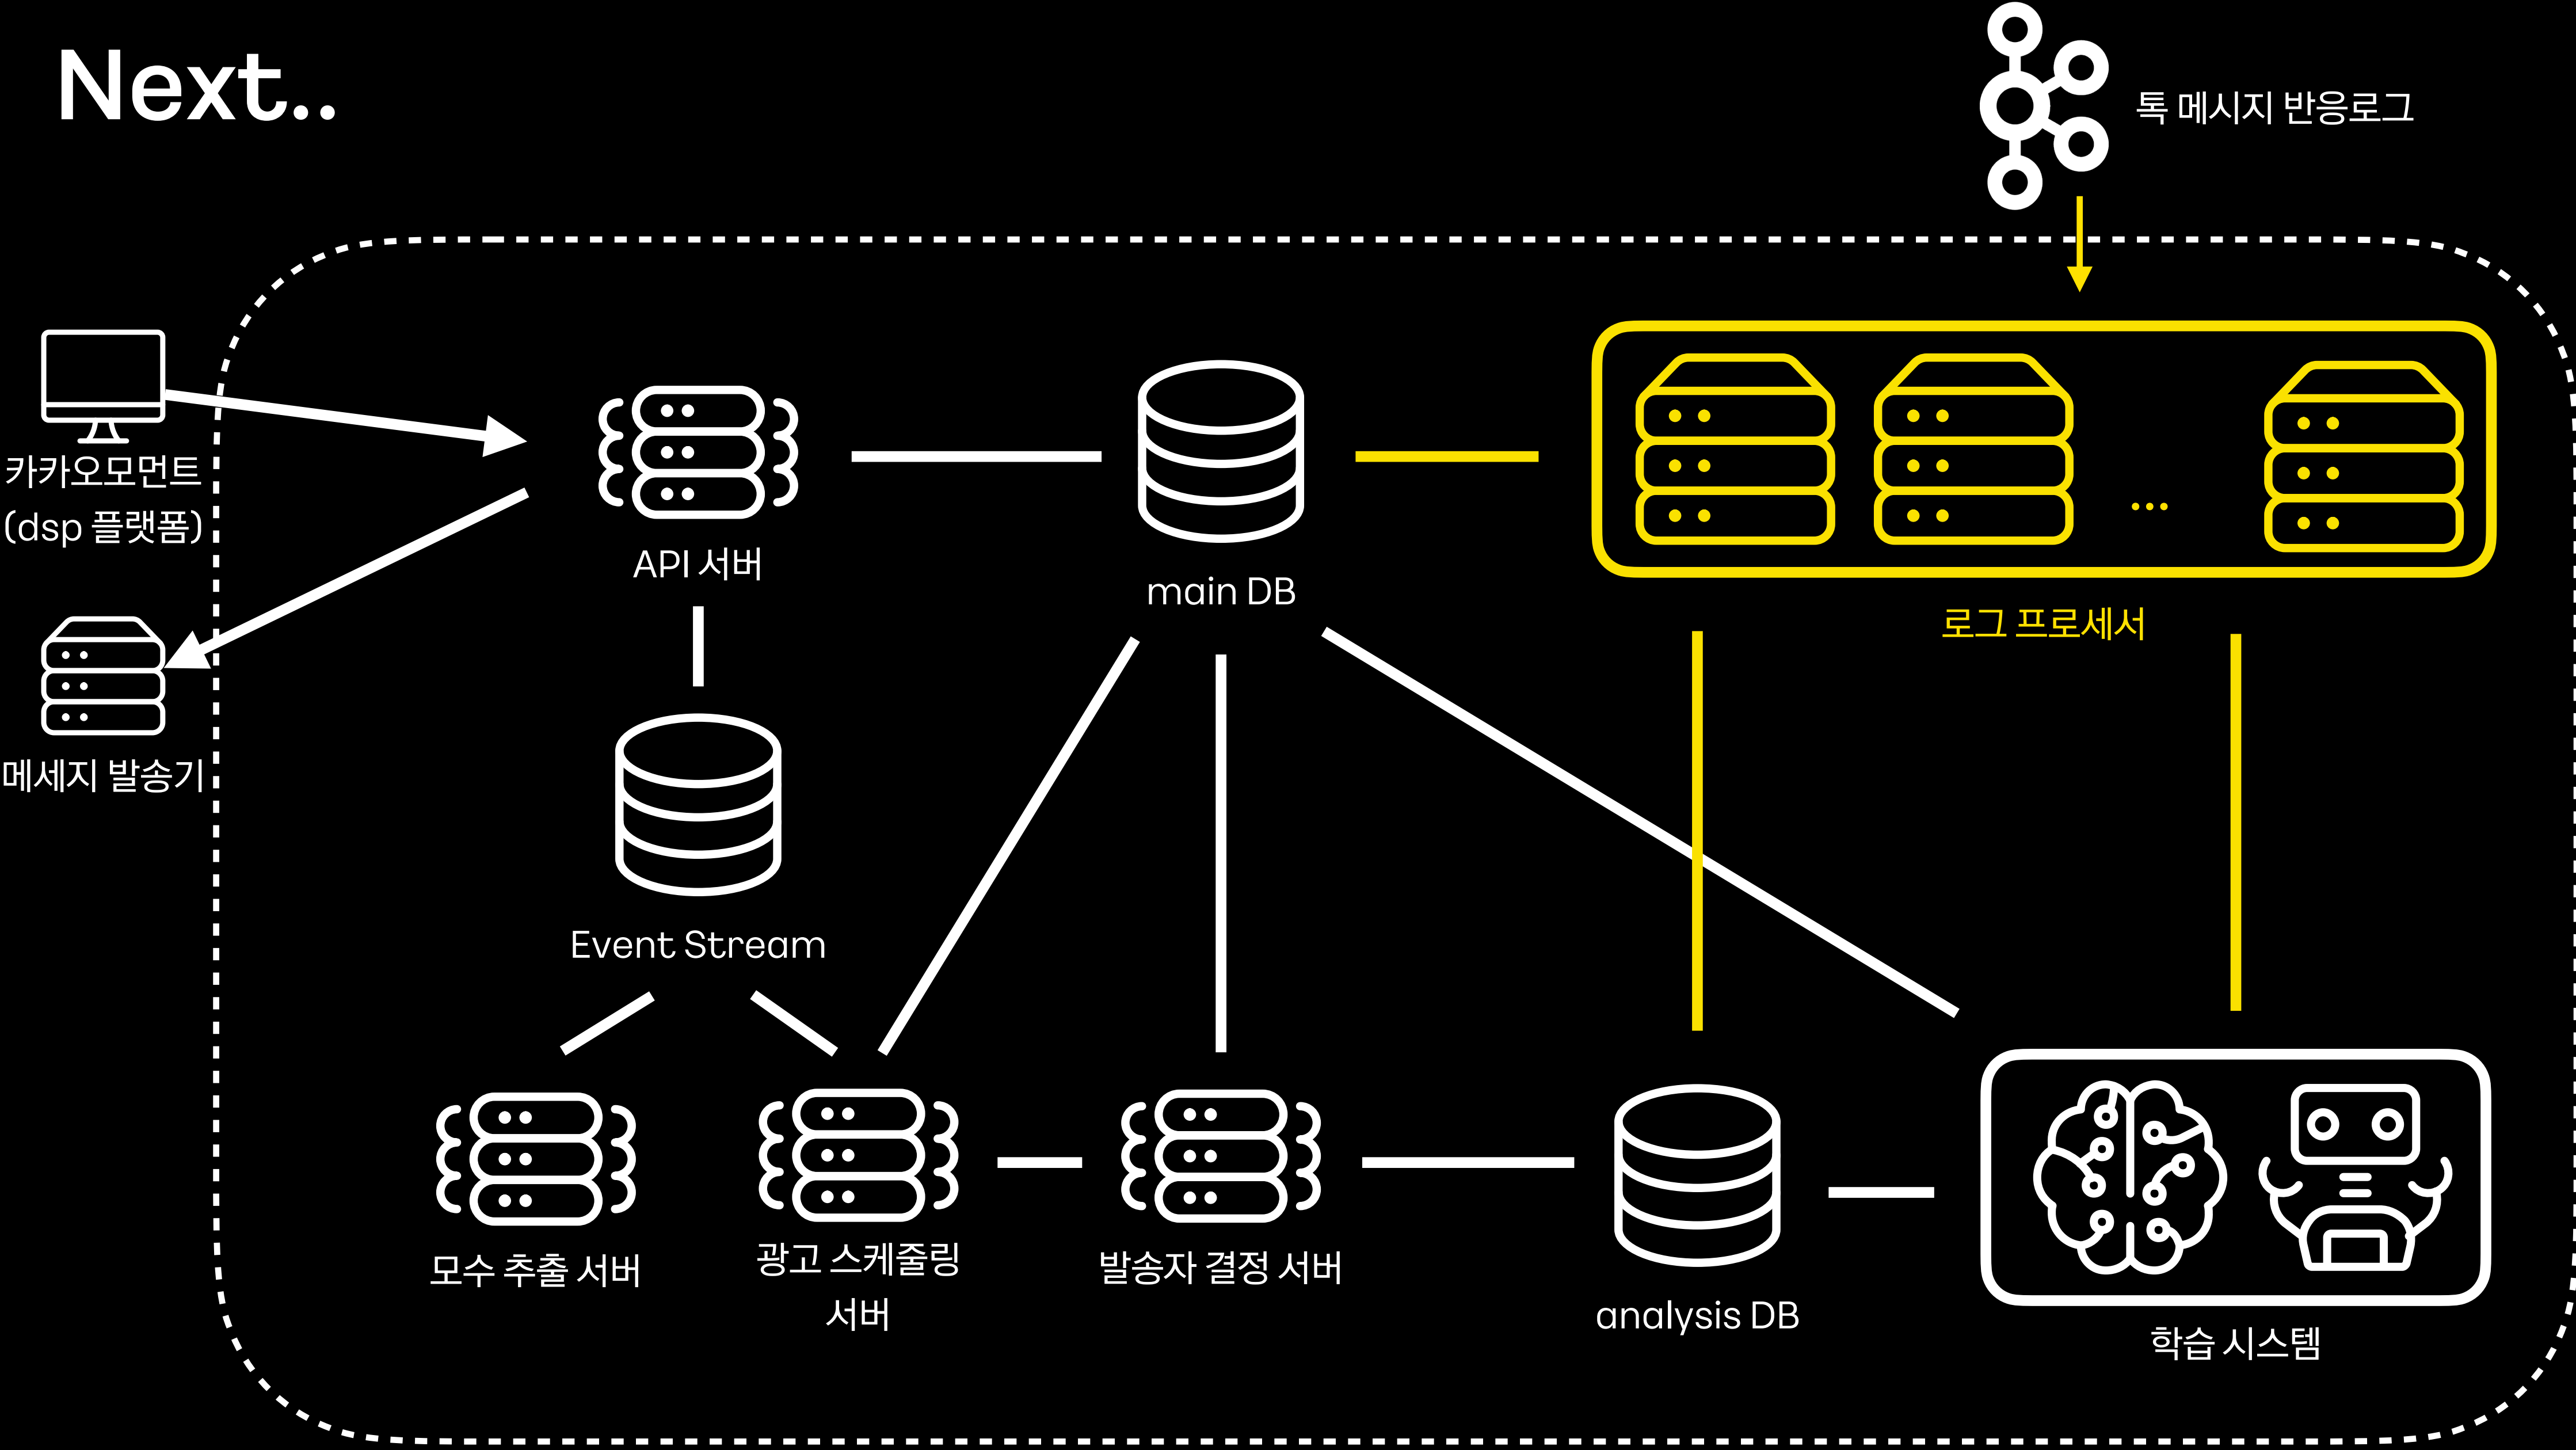 Next..
톡 메시지 반응로그
카카오모먼트
(dsp 플랫폼)
메세지 발송기
API 서버
main DB
로그 프로세서
...
Event Stream
모수 추출 서버
광고 스케줄링
서버
발송자 결정 서버
analysis DB
학습 시스템